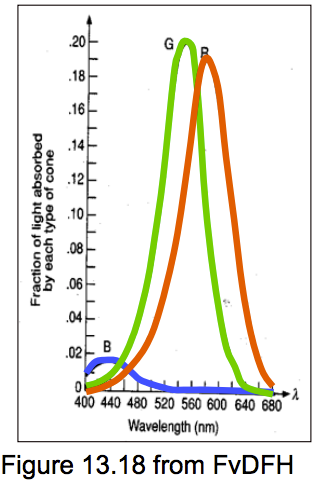 G
R
.20
.18
.16
.14
.12
.10
.08
.06
.04
.02
0
B
Fraction of light absorbed
by each type of cone
400 440 480 520 560 600 640 680
λ
Wavelength (nm)
Figure 13.18 from FvDFH